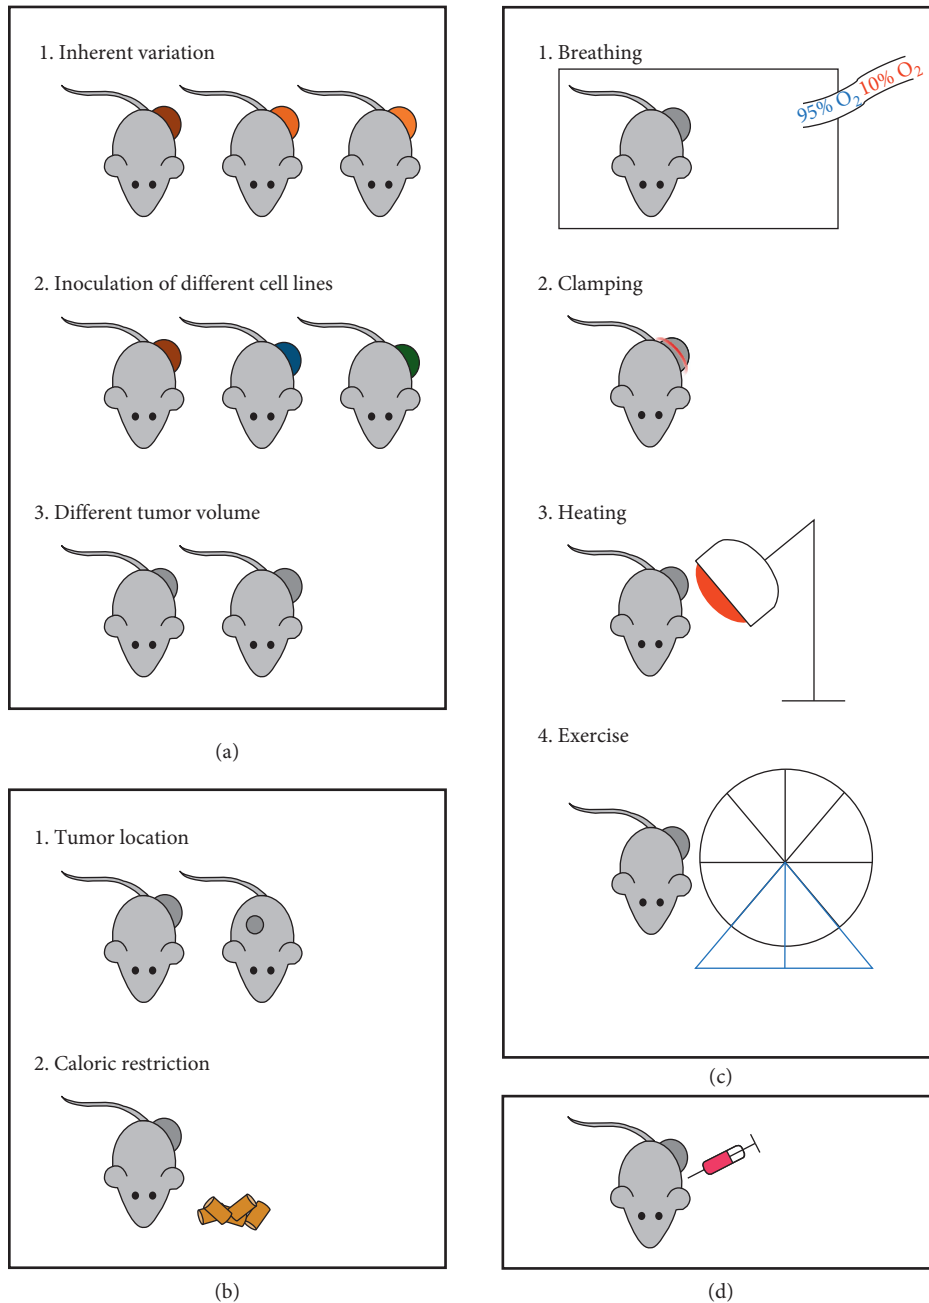 1. Inherent variation
2. Inoculation of different cell lines
3. Different tumor volume
(a)
1. Tumor location
2. Caloric restriction
(b)
1. Breathing
95% O₂ 10% O₂
2. Clamping
3. Heating
4. Exercise
(c)
(d)